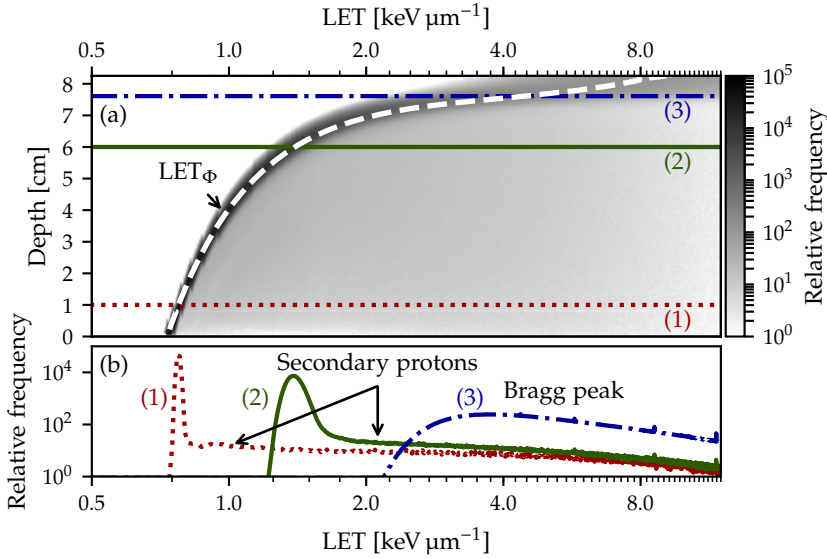 LET [keV μm⁻¹]
0.5 1.0 2.0 4.0 8.0
8
7
6
5
4
3
2
1
0
Depth [cm]
(a)
(3)
(2)
LET_Φ
(1)
10⁵
10⁴
10³
10²
10¹
10⁰
Relative frequency
(b)
Secondary protons
Bragg peak
(1)
(2)
(3)
10⁴
10²
10⁰
Relative frequency
0.5 1.0 2.0 4.0 8.0
LET [keV μm⁻¹]